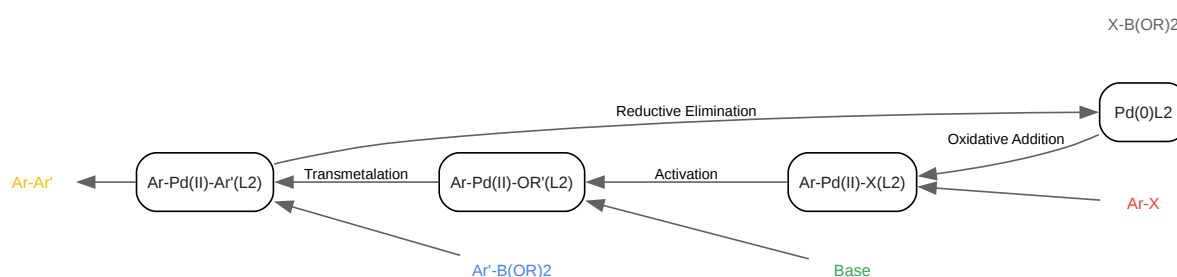 X-B(OR)2
Reductive Elimination
Pd(0)L2
Oxidative Addition
Ar-Ar'
Ar-Pd(II)-Ar'(L2)
Transmetalation
Ar-Pd(II)-OR'(L2)
Activation
Ar-Pd(II)-X(L2)
Ar-X
Ar'-B(OR)2
Base